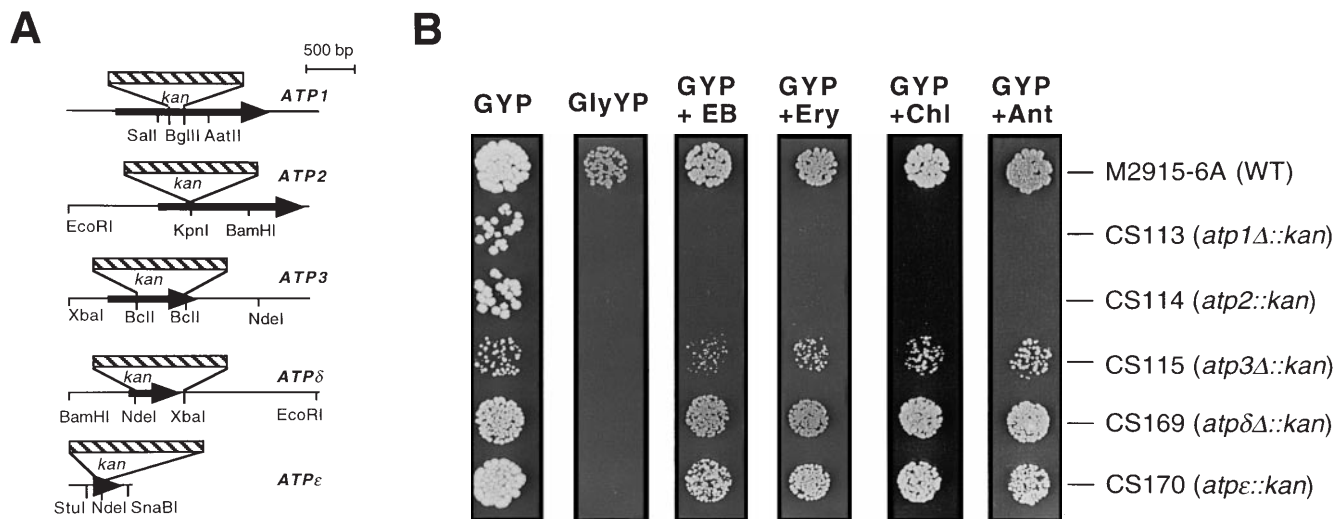 A
500 bp
kan
ATP1
SalI BglII AatII
kan
ATP2
EcoRI KpnI BamHI
kan
ATP3
XbaI BclI BclI NdeI
kan
ATPδ
BamHI NdeI XbaI EcoRI
kan
ATPε
StuI NdeI SnaBI
B
GYP
GlyYP
GYP
+ EB
GYP
+Ery
GYP
+Chl
GYP
+Ant
M2915-6A (WT)
CS113 (atp1Δ::kan)
CS114 (atp2::kan)
CS115 (atp3Δ::kan)
CS169 (atpδΔ::kan)
CS170 (atpε::kan)